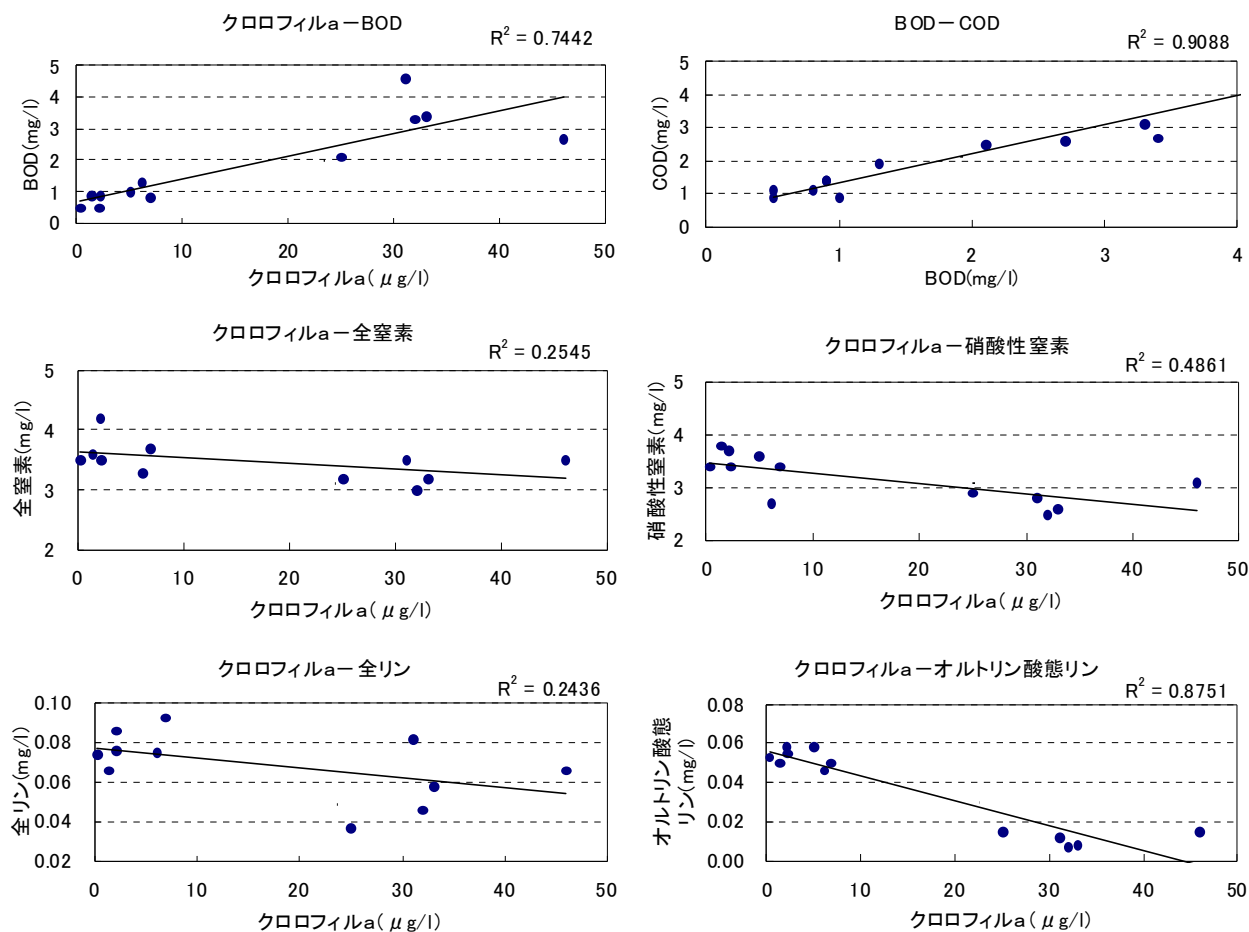 クロロフィルa－BOD
R² = 0.7442
5
4
3
2
1
0
BOD(mg/l)
0 10 20 30 40 50
クロロフィルa( μg/l)
BOD－COD
R² = 0.9088
5
4
3
2
1
0
COD(mg/l)
0 1 2 3 4
BOD(mg/l)
クロロフィルa－全窒素
R² = 0.2545
5
4
3
2
全窒素(mg/l)
0 10 20 30 40 50
クロロフィルa( μg/l)
クロロフィルa－硝酸性窒素
R² = 0.4861
5
4
3
2
硝酸性窒素(mg/l)
0 10 20 30 40 50
クロロフィルa( μg/l)
クロロフィルa－全リン
R² = 0.2436
0.10
0.08
0.06
0.04
0.02
全リン(mg/l)
0 10 20 30 40 50
クロロフィルa( μg/l)
クロロフィルa－オルトリン酸態リン
R² = 0.8751
0.08
0.06
0.04
0.02
0.00
オルトリン酸態
リン(mg/l)
0 10 20 30 40 50
クロロフィルa( μg/l)